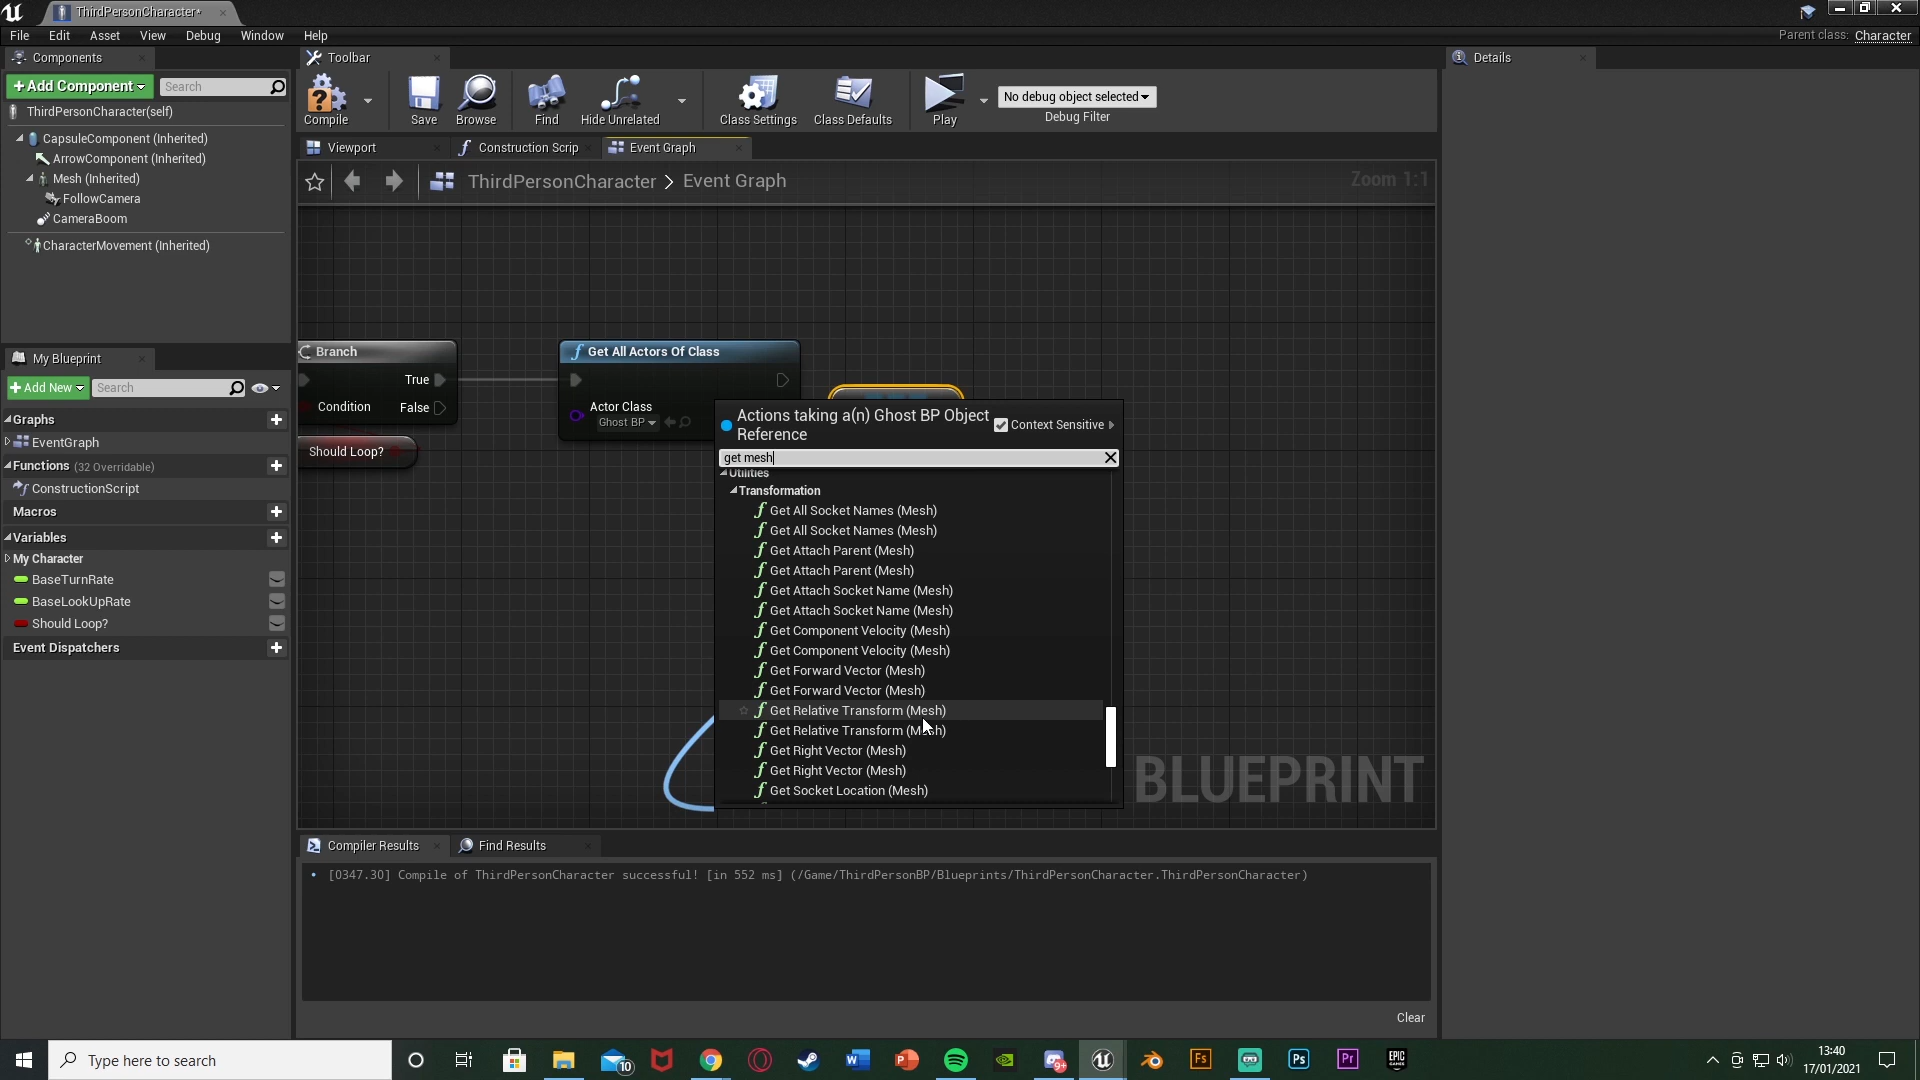 ThirdPersonCharacter*
File Edit Asset View Debug Window Help
Parent class: Character
Components
Toolbar
Details
+Add Component
Search
ThirdPersonCharacter(self)
CapsuleComponent (Inherited)
ArrowComponent (Inherited)
Mesh (Inherited)
FollowCamera
CameraBoom
CharacterMovement (Inherited)
Compile
Save
Browse
Find
Hide Unrelated
Class Settings
Class Defaults
Play
No debug object selected
Debug Filter
Viewport
Construction Scrip
Event Graph
ThirdPersonCharacter > Event Graph
Zoom 1:1
My Blueprint
+Add New
Search
Graphs
EventGraph
Functions (32 Overridable)
ConstructionScript
Macros
Variables
My Character
BaseTurnRate
BaseLookUpRate
Should Loop?
Event Dispatchers
Branch
True
Condition
False
Should Loop?
Get All Actors Of Class
Actor Class
Ghost BP
Actions taking a(n) Ghost BP Object
Reference
Context Sensitive
get mesh
Utilities
Transformation
Get All Socket Names (Mesh)
Get All Socket Names (Mesh)
Get Attach Parent (Mesh)
Get Attach Parent (Mesh)
Get Attach Socket Name (Mesh)
Get Attach Socket Name (Mesh)
Get Component Velocity (Mesh)
Get Component Velocity (Mesh)
Get Forward Vector (Mesh)
Get Forward Vector (Mesh)
Get Relative Transform (Mesh)
Get Relative Transform (Mesh)
Get Right Vector (Mesh)
Get Right Vector (Mesh)
Get Socket Location (Mesh)
BLUEPRINT
Compiler Results
Find Results
[0347.30] Compile of ThirdPersonCharacter successful! [in 552 ms] (/Game/ThirdPersonBP/Blueprints/ThirdPersonCharacter.ThirdPersonCharacter)
Clear
Type here to search
10
9+
Fs
Ps
Pr
EPIC
GAMES
13:40
17/01/2021